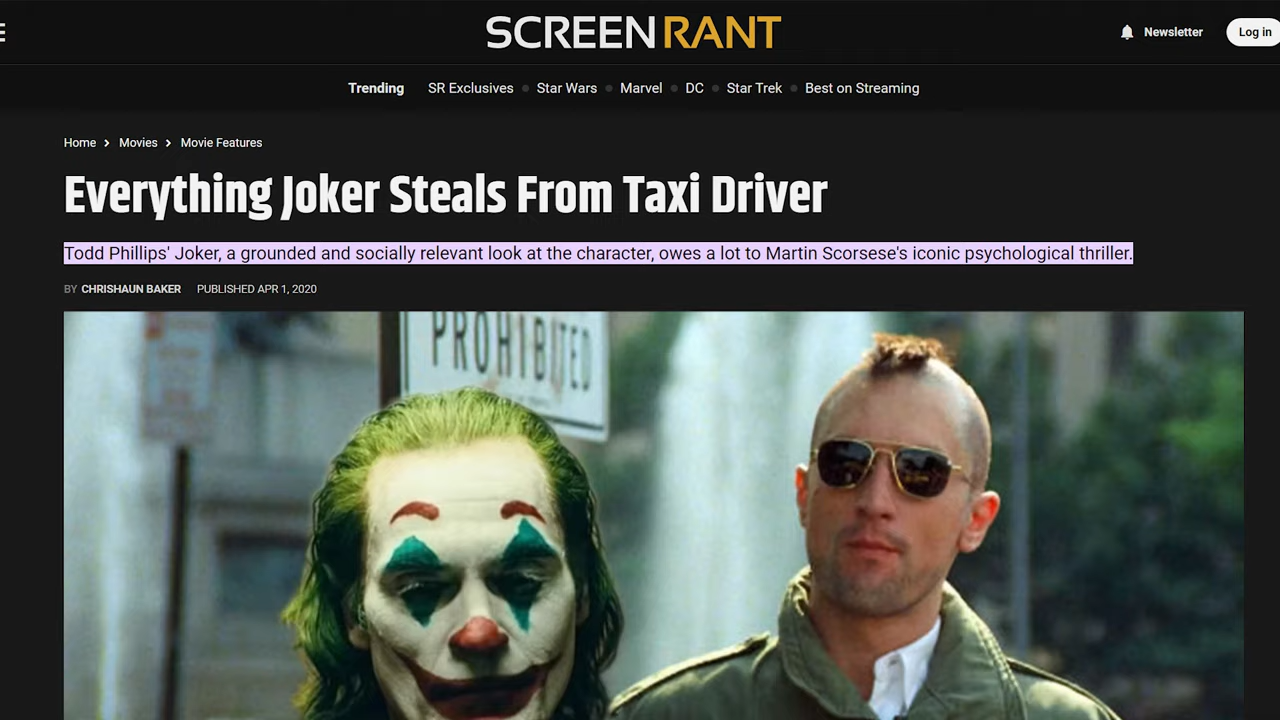 SCREENRANT
Newsletter
Log in
Trending SR Exclusives Star Wars Marvel DC Star Trek Best on Streaming
Home > Movies > Movie Features
Everything Joker Steals From Taxi Driver
Todd Phillips' Joker, a grounded and socially relevant look at the character, owes a lot to Martin Scorsese's iconic psychological thriller.
BY CHRISHAUN BAKER PUBLISHED APR 1, 2020
PROHIBITED